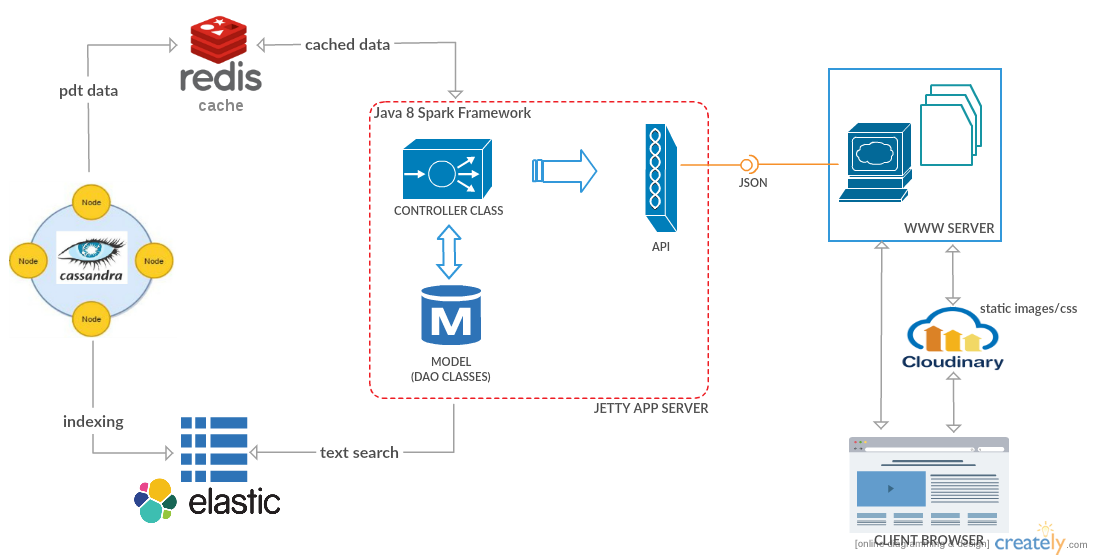 redis
cache
cached data
pdt data
Java 8 Spark Framework
CONTROLLER CLASS
API
JSON
WWW SERVER
Node
Node
cassandra
Node
Node
M
MODEL
(DAO CLASSES)
JETTY APP SERVER
static images/css
Cloudinary
indexing
text search
elastic
CLIENT BROWSER
[online diagramming & design]
creately.com